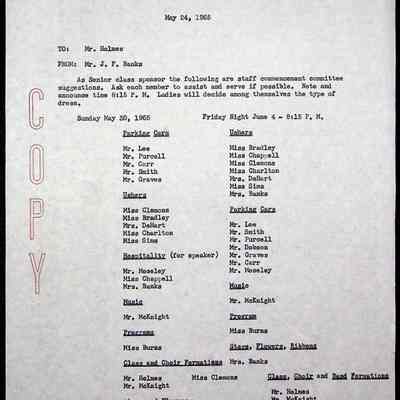 May 24, 1965
TO: Mr. Holmes
FROM: Mr. J. F. Banks
As Senior class sponsor the following are staff commencement committee
suggestions. Ask each member to assist and serve if possible. Note and
announce time 8:15 P. M. Ladies will decide among themselves the type of
dress.
COPY
Sunday May 30, 1965
Parking Cars
Mr. Lee
Mr. Purcell
Mr. Carr
Mr. Smith
Mr. Graves
Ushers
Miss Clemons
Miss Bradley
Mrs. DeHart
Miss Charlton
Miss Sims
Hospitality (for speaker)
Mr. Moseley
Miss Chappell
Mrs. Banks
Music
Mr. McKnight
Programs
Miss Burns
Class and Choir Formations
Mr. Holmes
Mr. McKnight
Miss Clemons
Friday Night June 4 - 8:15 P. M.
Ushers
Miss Bradley
Miss Chappell
Miss Clemons
Miss Charlton
Mrs. DeHart
Miss Sims
Mrs. Banks
Parking Cars
Mr. Lee
Mr. Smith
Mr. Purcell
Mr. Dobson
Mr. Graves
Mr. Carr
Mr. Moseley
Music
Mr. McKnight
Program
Miss Burns
Stage, Flowers, Ribbons
Mrs. Banks
Class, Choir and Band Formations
Mr. Holmes
Mr. McKnight